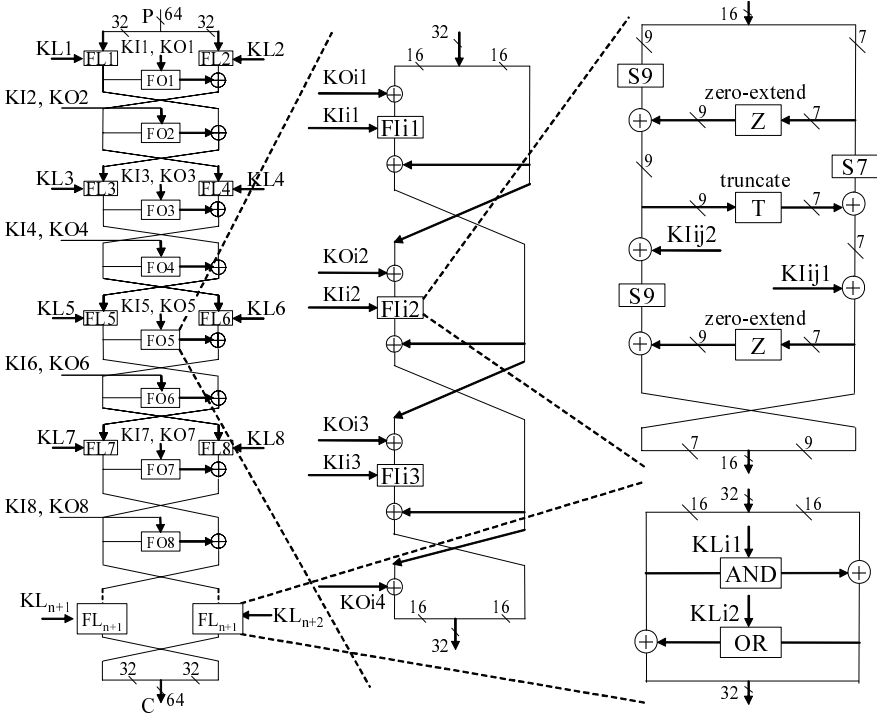 P 64
32 32
KL1 FL1 KI1, KO1 FL2 KL2
FO1
KI2, KO2
FO2
KL3 FL3 KI3, KO3 FL4 KL4
FO3
KI4, KO4
FO4
KL5 FL5 KI5, KO5 FL6 KL6
FO5
KI6, KO6
FO6
KL7 FL7 KI7, KO7 FL8 KL8
FO7
KI8, KO8
FO8
KLn+1 FLn+1 FLn+1 KLn+2
32 32
C 64
32
16 16
KOi1
KIi1 FIi1
KOi2
KIi2 FIi2
KOi3
KIi3 FIi3
KOi4
16 16
32
16
9 7
S9
zero-extend
9 Z 7
9 S7
truncate
9 T 7
KIij2 7
KIij1
S9
zero-extend
9 Z 7
7 9
16
32
16 16
KLi1
AND
KLi2
OR
32